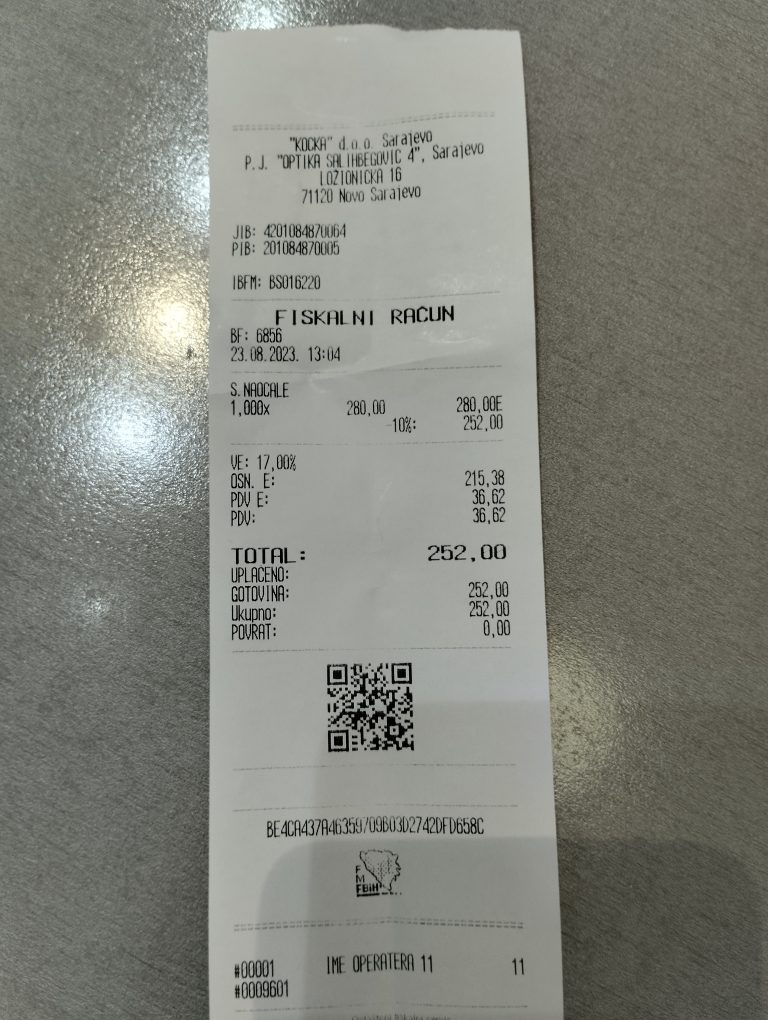 "KOCKA" d.o.o. Sarajevo
P.J. "OPTIKA SALIHBEGOVIC 4", Sarajevo
LOŽIONIČKA 16
71120 Novo Sarajevo
JIB: 4201084870064
PIB: 201084870005
IBFM: BS016220
FISKALNI RAČUN
BF: 6856
23.08.2023. 13:04
S.NAOCALE
1,000x 280,00 280,00E
-10%: 252,00
VE: 17,00%
OSN. E: 215,38
PDV E: 36,62
PDV: 36,62
TOTAL: 252,00
UPLAĆENO:
GOTOVINA: 252,00
Ukupno: 252,00
POVRAT: 0,00
BE4CA437A46359709B03D2742DFD658C
FM
FBiH
#00001 IME OPERATERA 11 11
#0009601